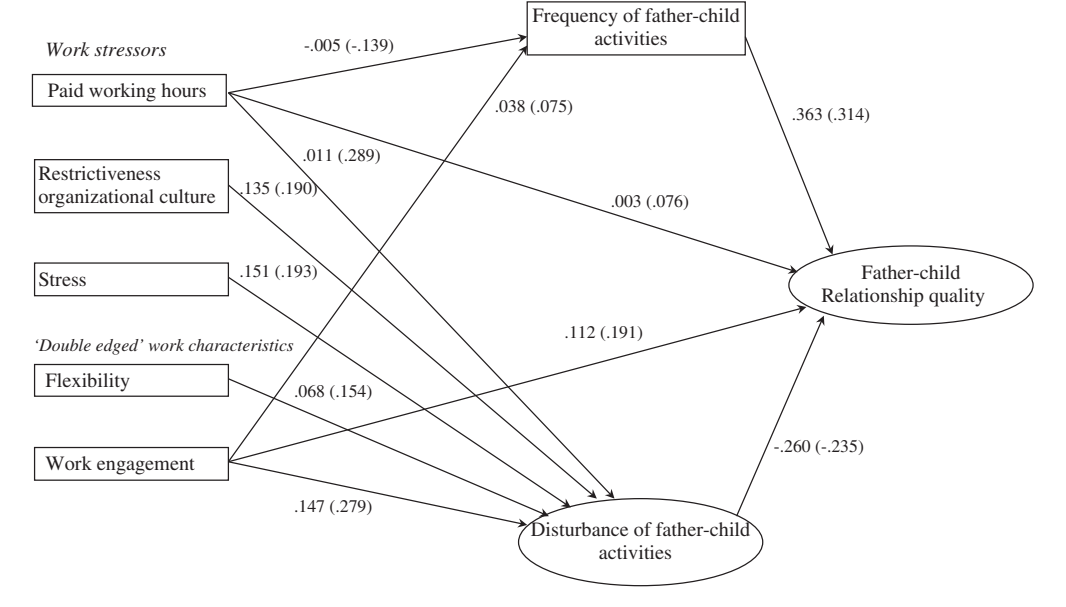 Frequency of father-child
activities
Work stressors
-.005 (-.139)
Paid working hours
.038 (.075)
.363 (.314)
.011 (.289)
Restrictiveness
organizational culture
.135 (.190)
.003 (.076)
Stress
.151 (.193)
Father-child
Relationship quality
‘Double edged’ work characteristics
.112 (.191)
Flexibility
.068 (.154)
Work engagement
-.260 (-.235)
.147 (.279)
Disturbance of father-child
activities